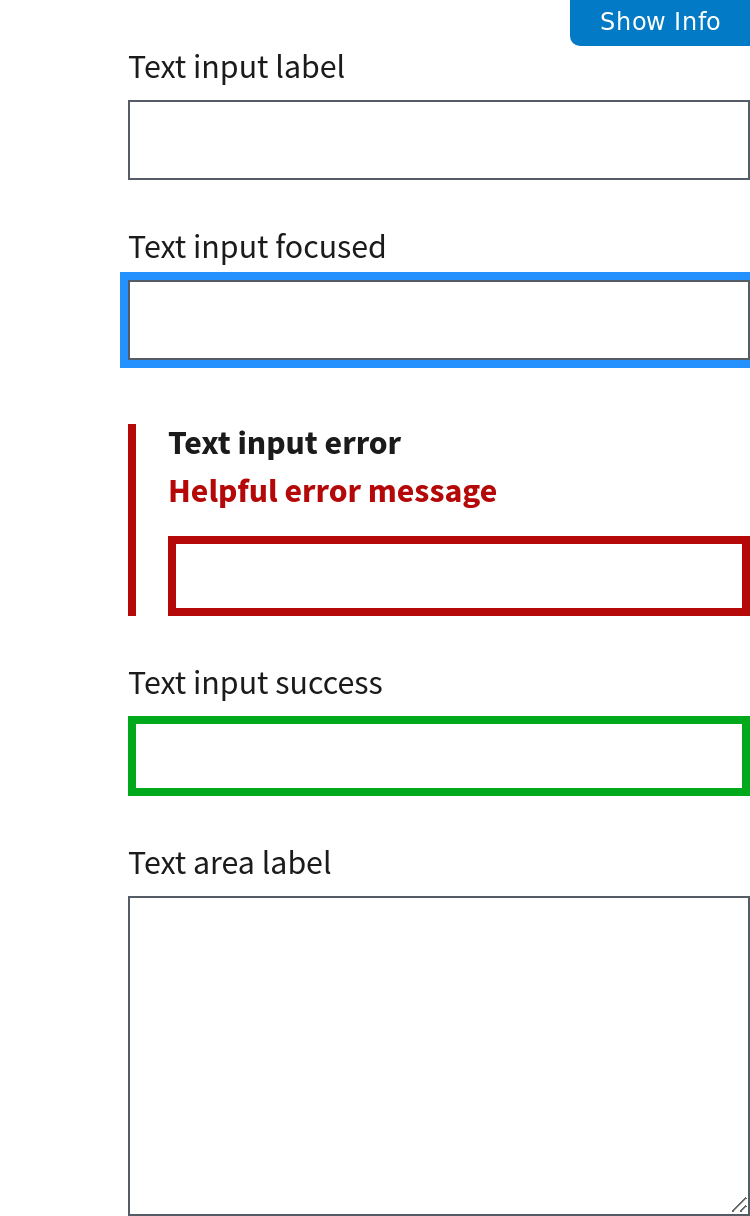 Show Info
Text input label
Text input focused
Text input error
Helpful error message
Text input success
Text area label